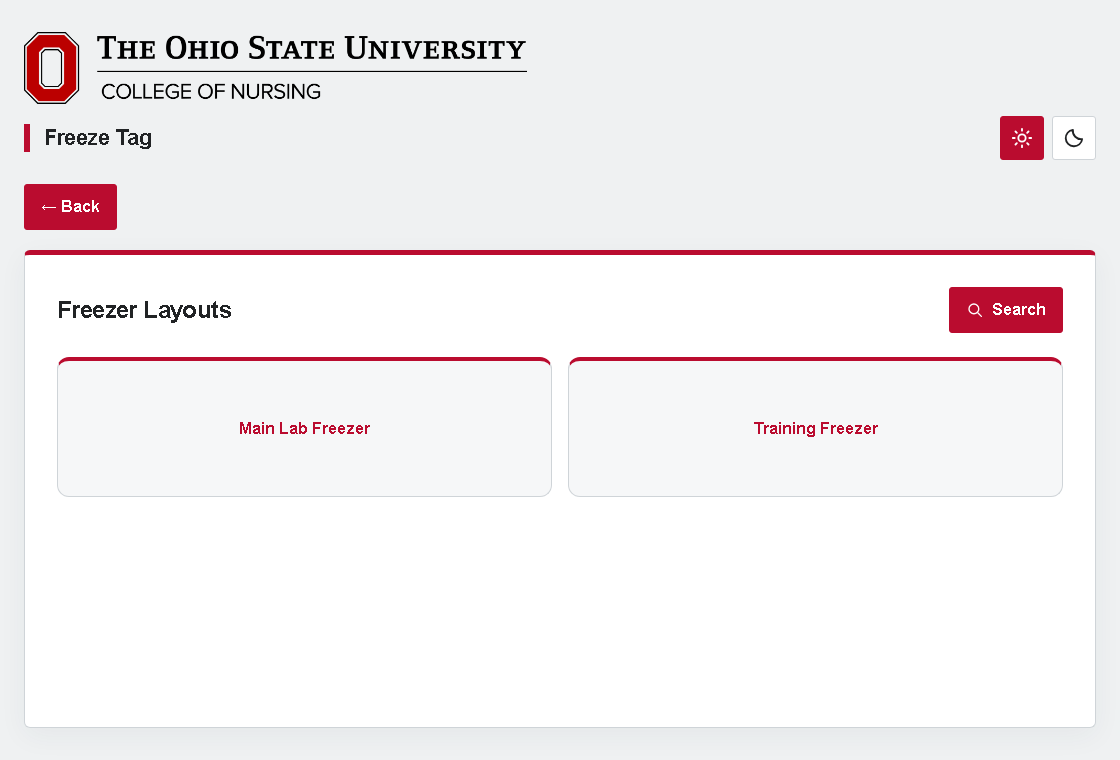 THE OHIO STATE UNIVERSITY
COLLEGE OF NURSING
Freeze Tag
← Back
Freezer Layouts
Search
Main Lab Freezer
Training Freezer